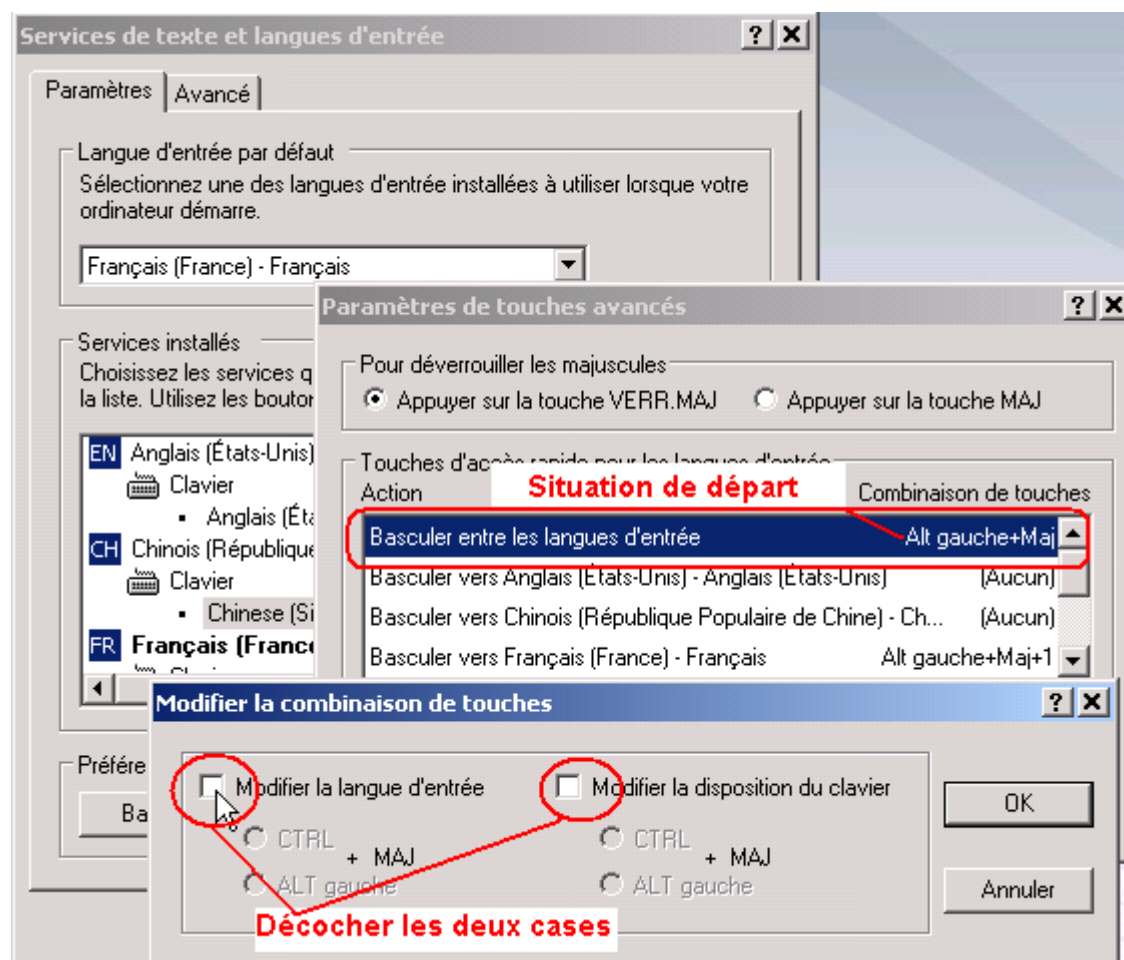 Services de texte et langues d'entrée
Paramètres Avancé
Langue d'entrée par défaut
Sélectionnez une des langues d'entrée installées à utiliser lorsque votre
ordinateur démarre.
Français (France) - Français
Paramètres de touches avancés
Services installés
Choisissez les services
la liste. Utilisez les
Pour déverrouiller les majuscules
Appuyer sur la touche VERR.MAJ Appuyer sur la touche MAJ
EN Anglais (États-Unis)
Clavier
Anglais
CH Chinois
Clavier
Chinese
FR Français
Touches d'accès rapide pour les langues d'entrée
Action Situation de départ Combinaison de touches
Basculer entre les langues d'entrée Alt gauche+Maj
Basculer vers Anglais (États-Unis) - Anglais (États-Unis) (Aucun)
Basculer vers Chinois (République Populaire de Chine) - Ch... (Aucun)
Basculer vers Français (France) - Français Alt gauche+Maj+1
Modifier la combinaison de touches
Modifier la langue d'entrée Modifier la disposition du clavier
CTRL CTRL
+ MAJ + MAJ
ALT gauche ALT gauche
OK
Annuler
Décocher les deux cases